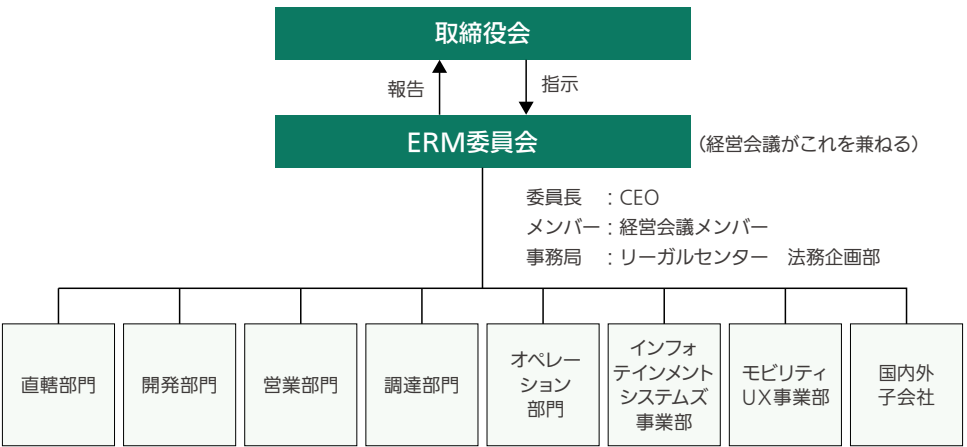 取締役会
報告
指示
ERM委員会
(経営会議がこれを兼ねる)
委員長 :CEO
メンバー:経営会議メンバー
事務局 :リーガルセンター 法務企画部
直轄部門
開発部門
営業部門
調達部門
オペレー
ション
部門
インフォ
テインメント
システムズ
事業部
モビリティ
UX事業部
国内外
子会社